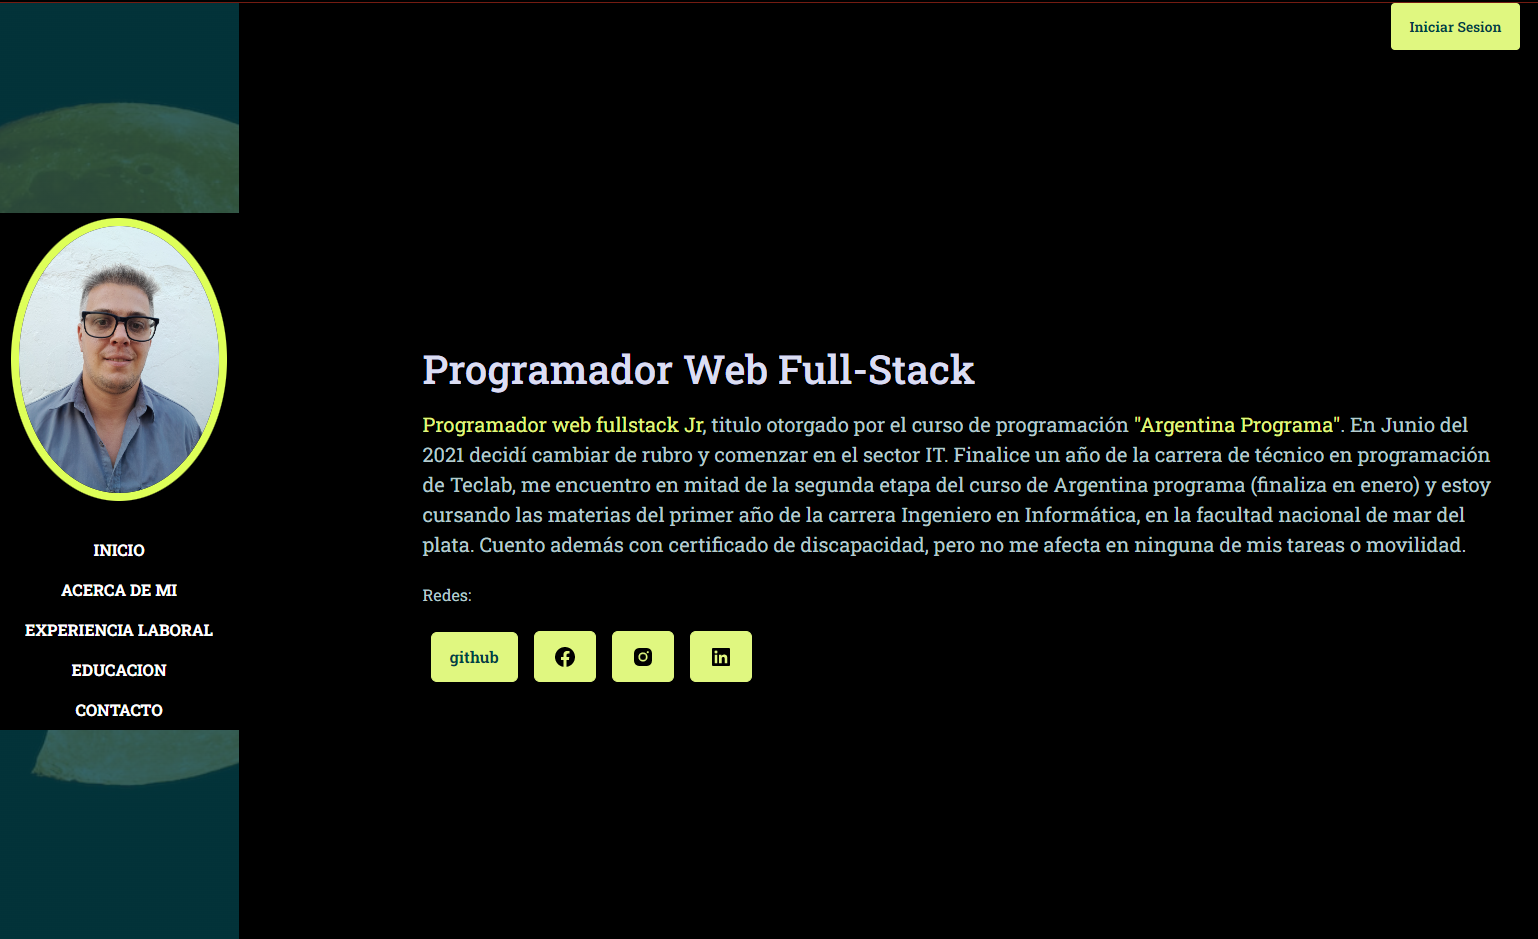 Iniciar Sesion
INICIO
ACERCA DE MI
EXPERIENCIA LABORAL
EDUCACION
CONTACTO
Programador Web Full-Stack
Programador web fullstack Jr, titulo otorgado por el curso de programación "Argentina Programa". En Junio del
2021 decidí cambiar de rubro y comenzar en el sector IT. Finalice un año de la carrera de técnico en programación
de Teclab, me encuentro en mitad de la segunda etapa del curso de Argentina programa (finaliza en enero) y estoy
cursando las materias del primer año de la carrera Ingeniero en Informática, en la facultad nacional de mar del
plata. Cuento además con certificado de discapacidad, pero no me afecta en ninguna de mis tareas o movilidad.
Redes:
github